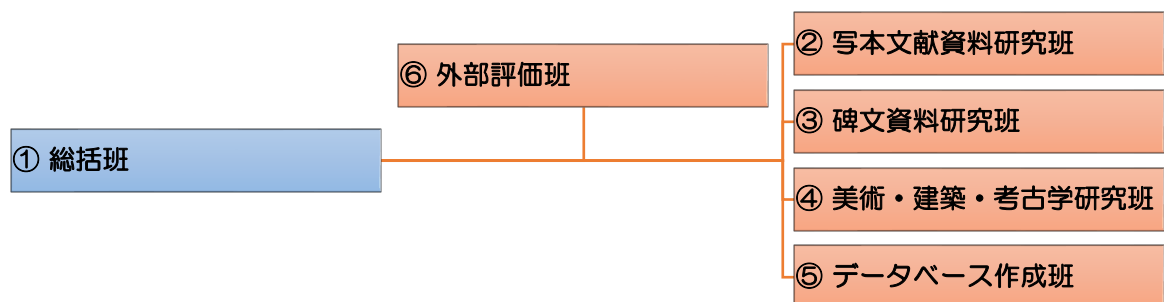 ① 総括班
⑥ 外部評価班
② 写本文献資料研究班
③ 碑文資料研究班
④ 美術・建築・考古学研究班
⑤ データベース作成班